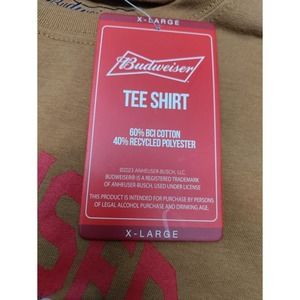 X-LARGE
Budweiser
TEE SHIRT
60% BCI COTTON
40% RECYCLED POLYESTER
©2023 ANHEUSER-BUSCH, LLC.
BUDWEISER® IS A REGISTERED TRADEMARK
OF ANHEUSER-BUSCH, USED UNDER LICENSE
THIS PRODUCT IS INTENDED FOR PURCHASE BY PERSONS
OF LEGAL ALCOHOL PURCHASE AND DRINKING AGE.
X-LARGE